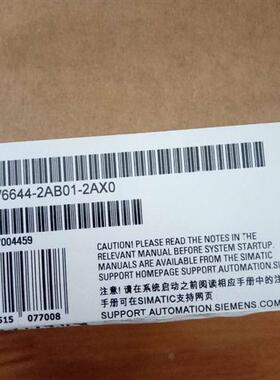 76644-2AB01-2AX0
004459
CAUTION! PLEASE READ THE NOTES IN THE
RELEVANT MANUAL BEFORE SYSTEM STARTUP
MANUALS ARE AVAILABLE FROM THE SIMATIC
SUPPORT HOMEPAGE SUPPORT.AUTOMATION.SIEMENS
注意! 请在系统启动之前阅读相应手册中的注
手册可在SIMATIC支持网页
SUPPORT AUTOMATION.SIEMENS.COM
515 077008